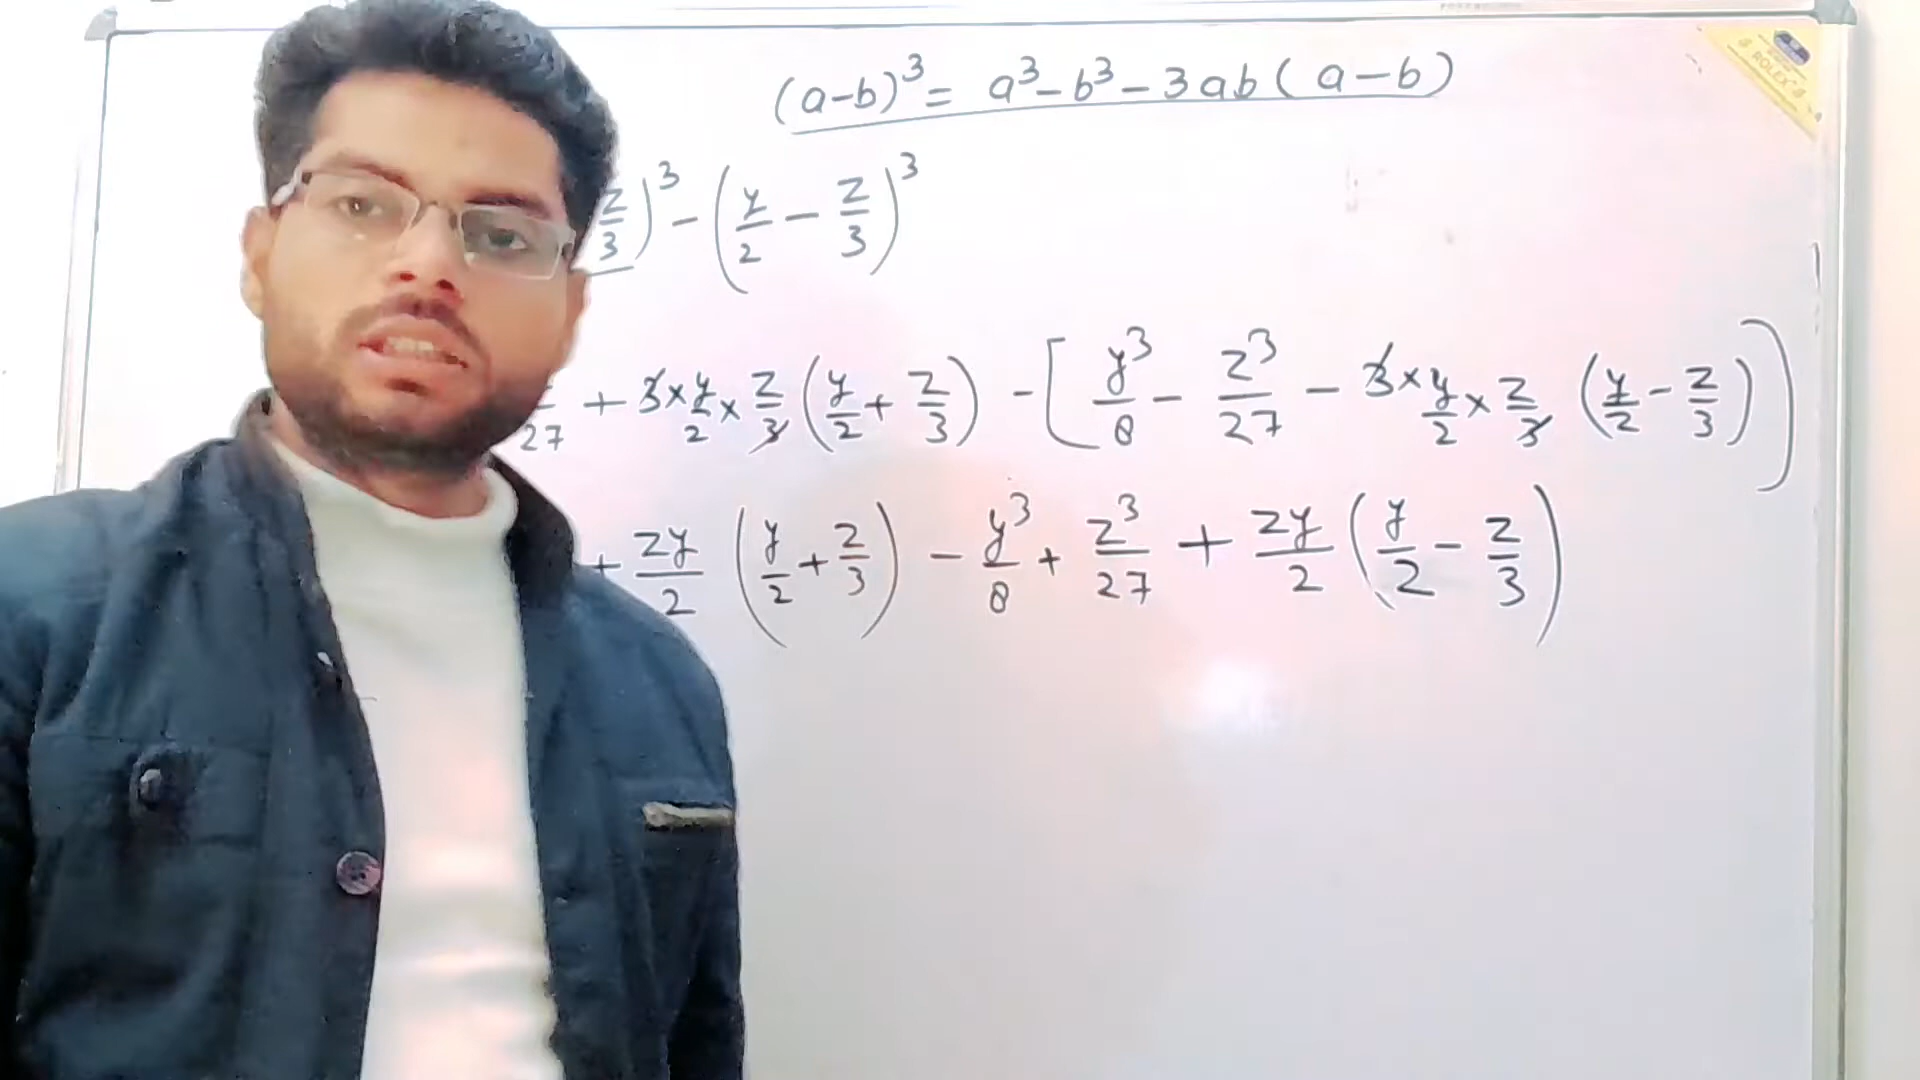 (a-b)³ = a³-b³-3ab(a-b)
z/3)³ - (y/2 - z/3)³
27 + 3×y/2×z/3(y/2 + z/3) - [y³/8 - z³/27 - 3×y/2×z/3 (y/2 - z/3)]
+ zy/2 (y/2 + z/3) - y³/8 + z³/27 + zy/2 (y/2 - z/3)
ROLEX